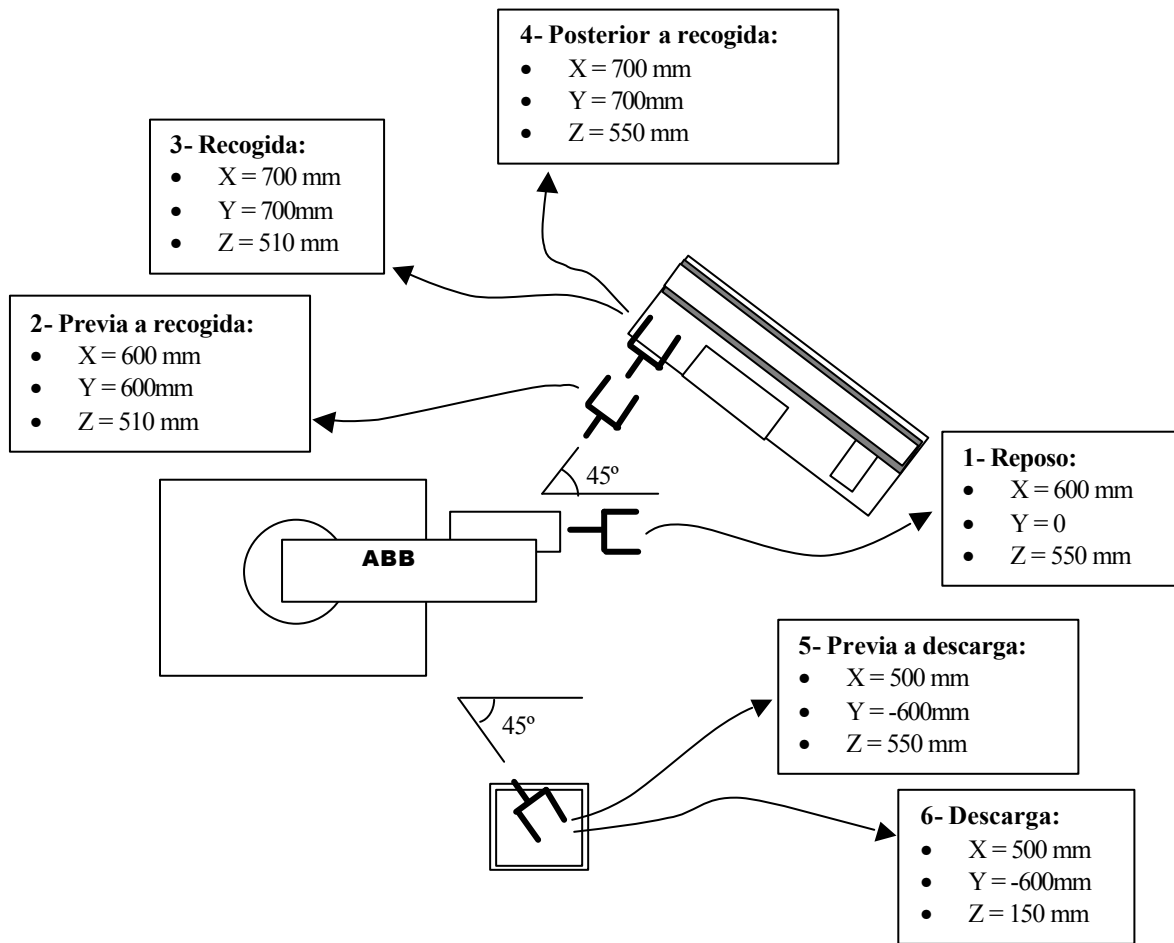 4- Posterior a recogida:
• X = 700 mm
• Y = 700mm
• Z = 550 mm
3- Recogida:
• X = 700 mm
• Y = 700mm
• Z = 510 mm
2- Previa a recogida:
• X = 600 mm
• Y = 600mm
• Z = 510 mm
45º
1- Reposo:
• X = 600 mm
• Y = 0
• Z = 550 mm
ABB
5- Previa a descarga:
• X = 500 mm
• Y = -600mm
• Z = 550 mm
45º
6- Descarga:
• X = 500 mm
• Y = -600mm
• Z = 150 mm